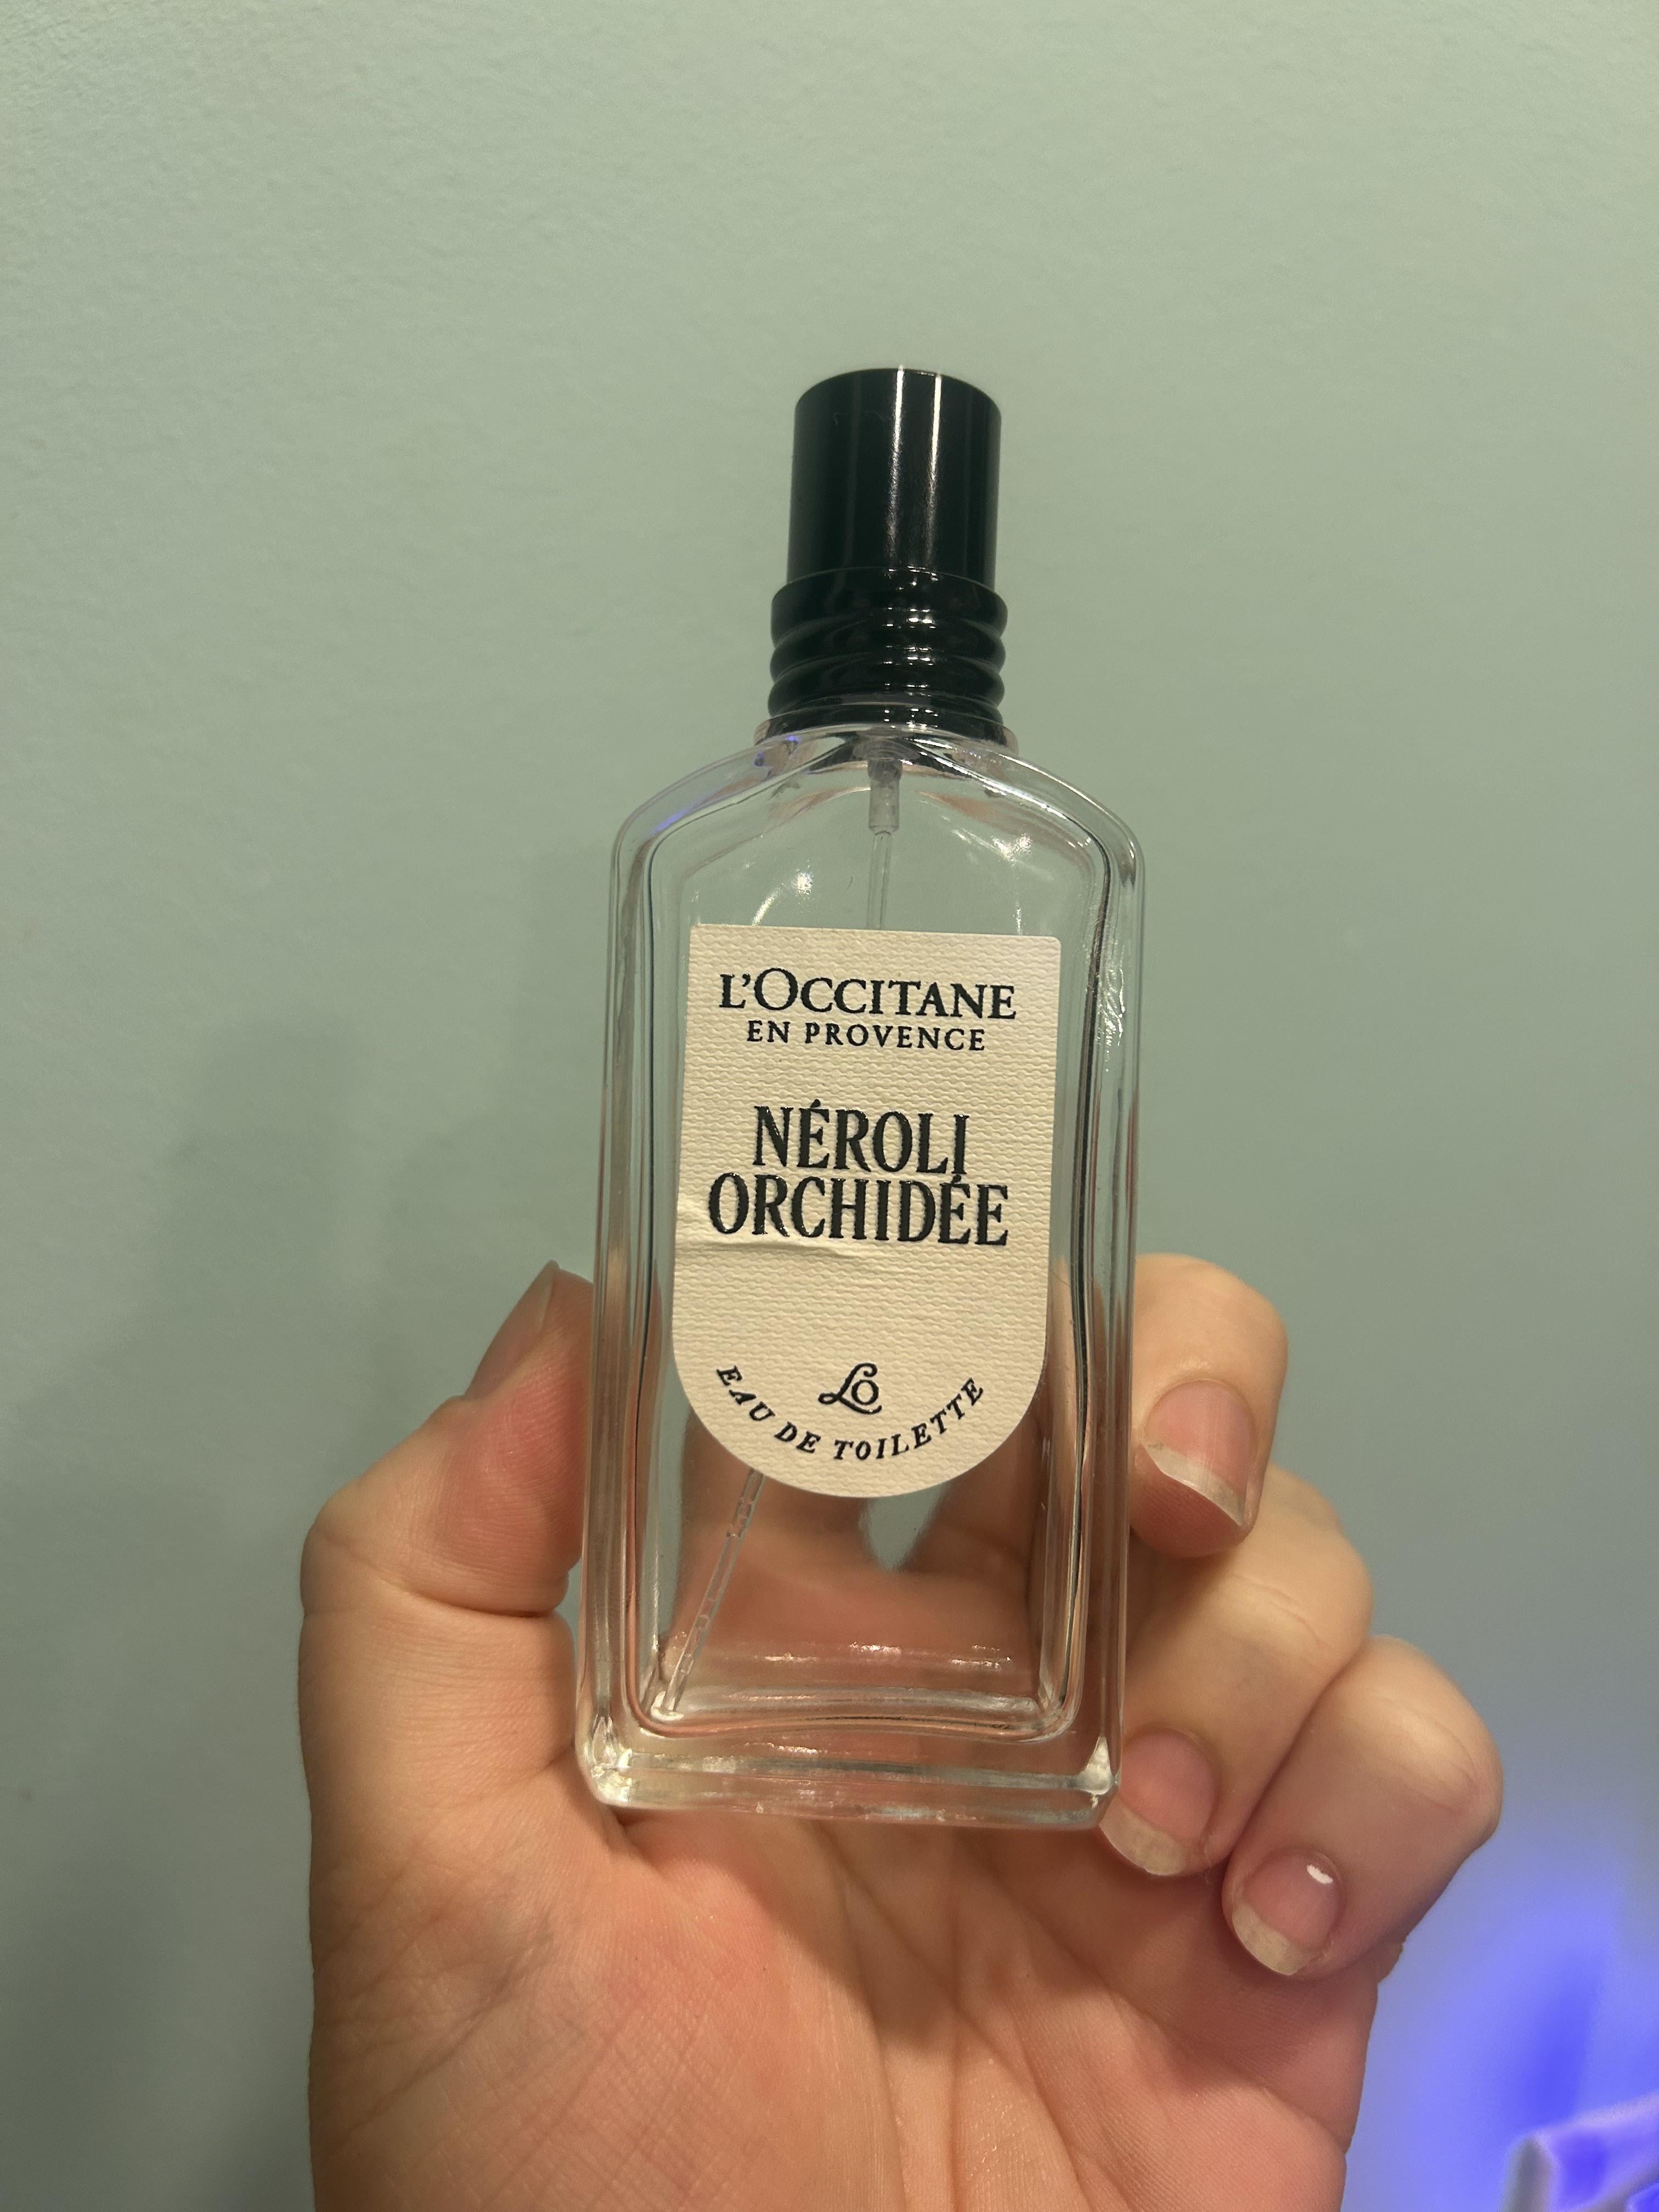 L'OCCITANE
EN PROVENCE
NÉROLI
ORCHIDÉE
LO
EAU DE TOILETTE